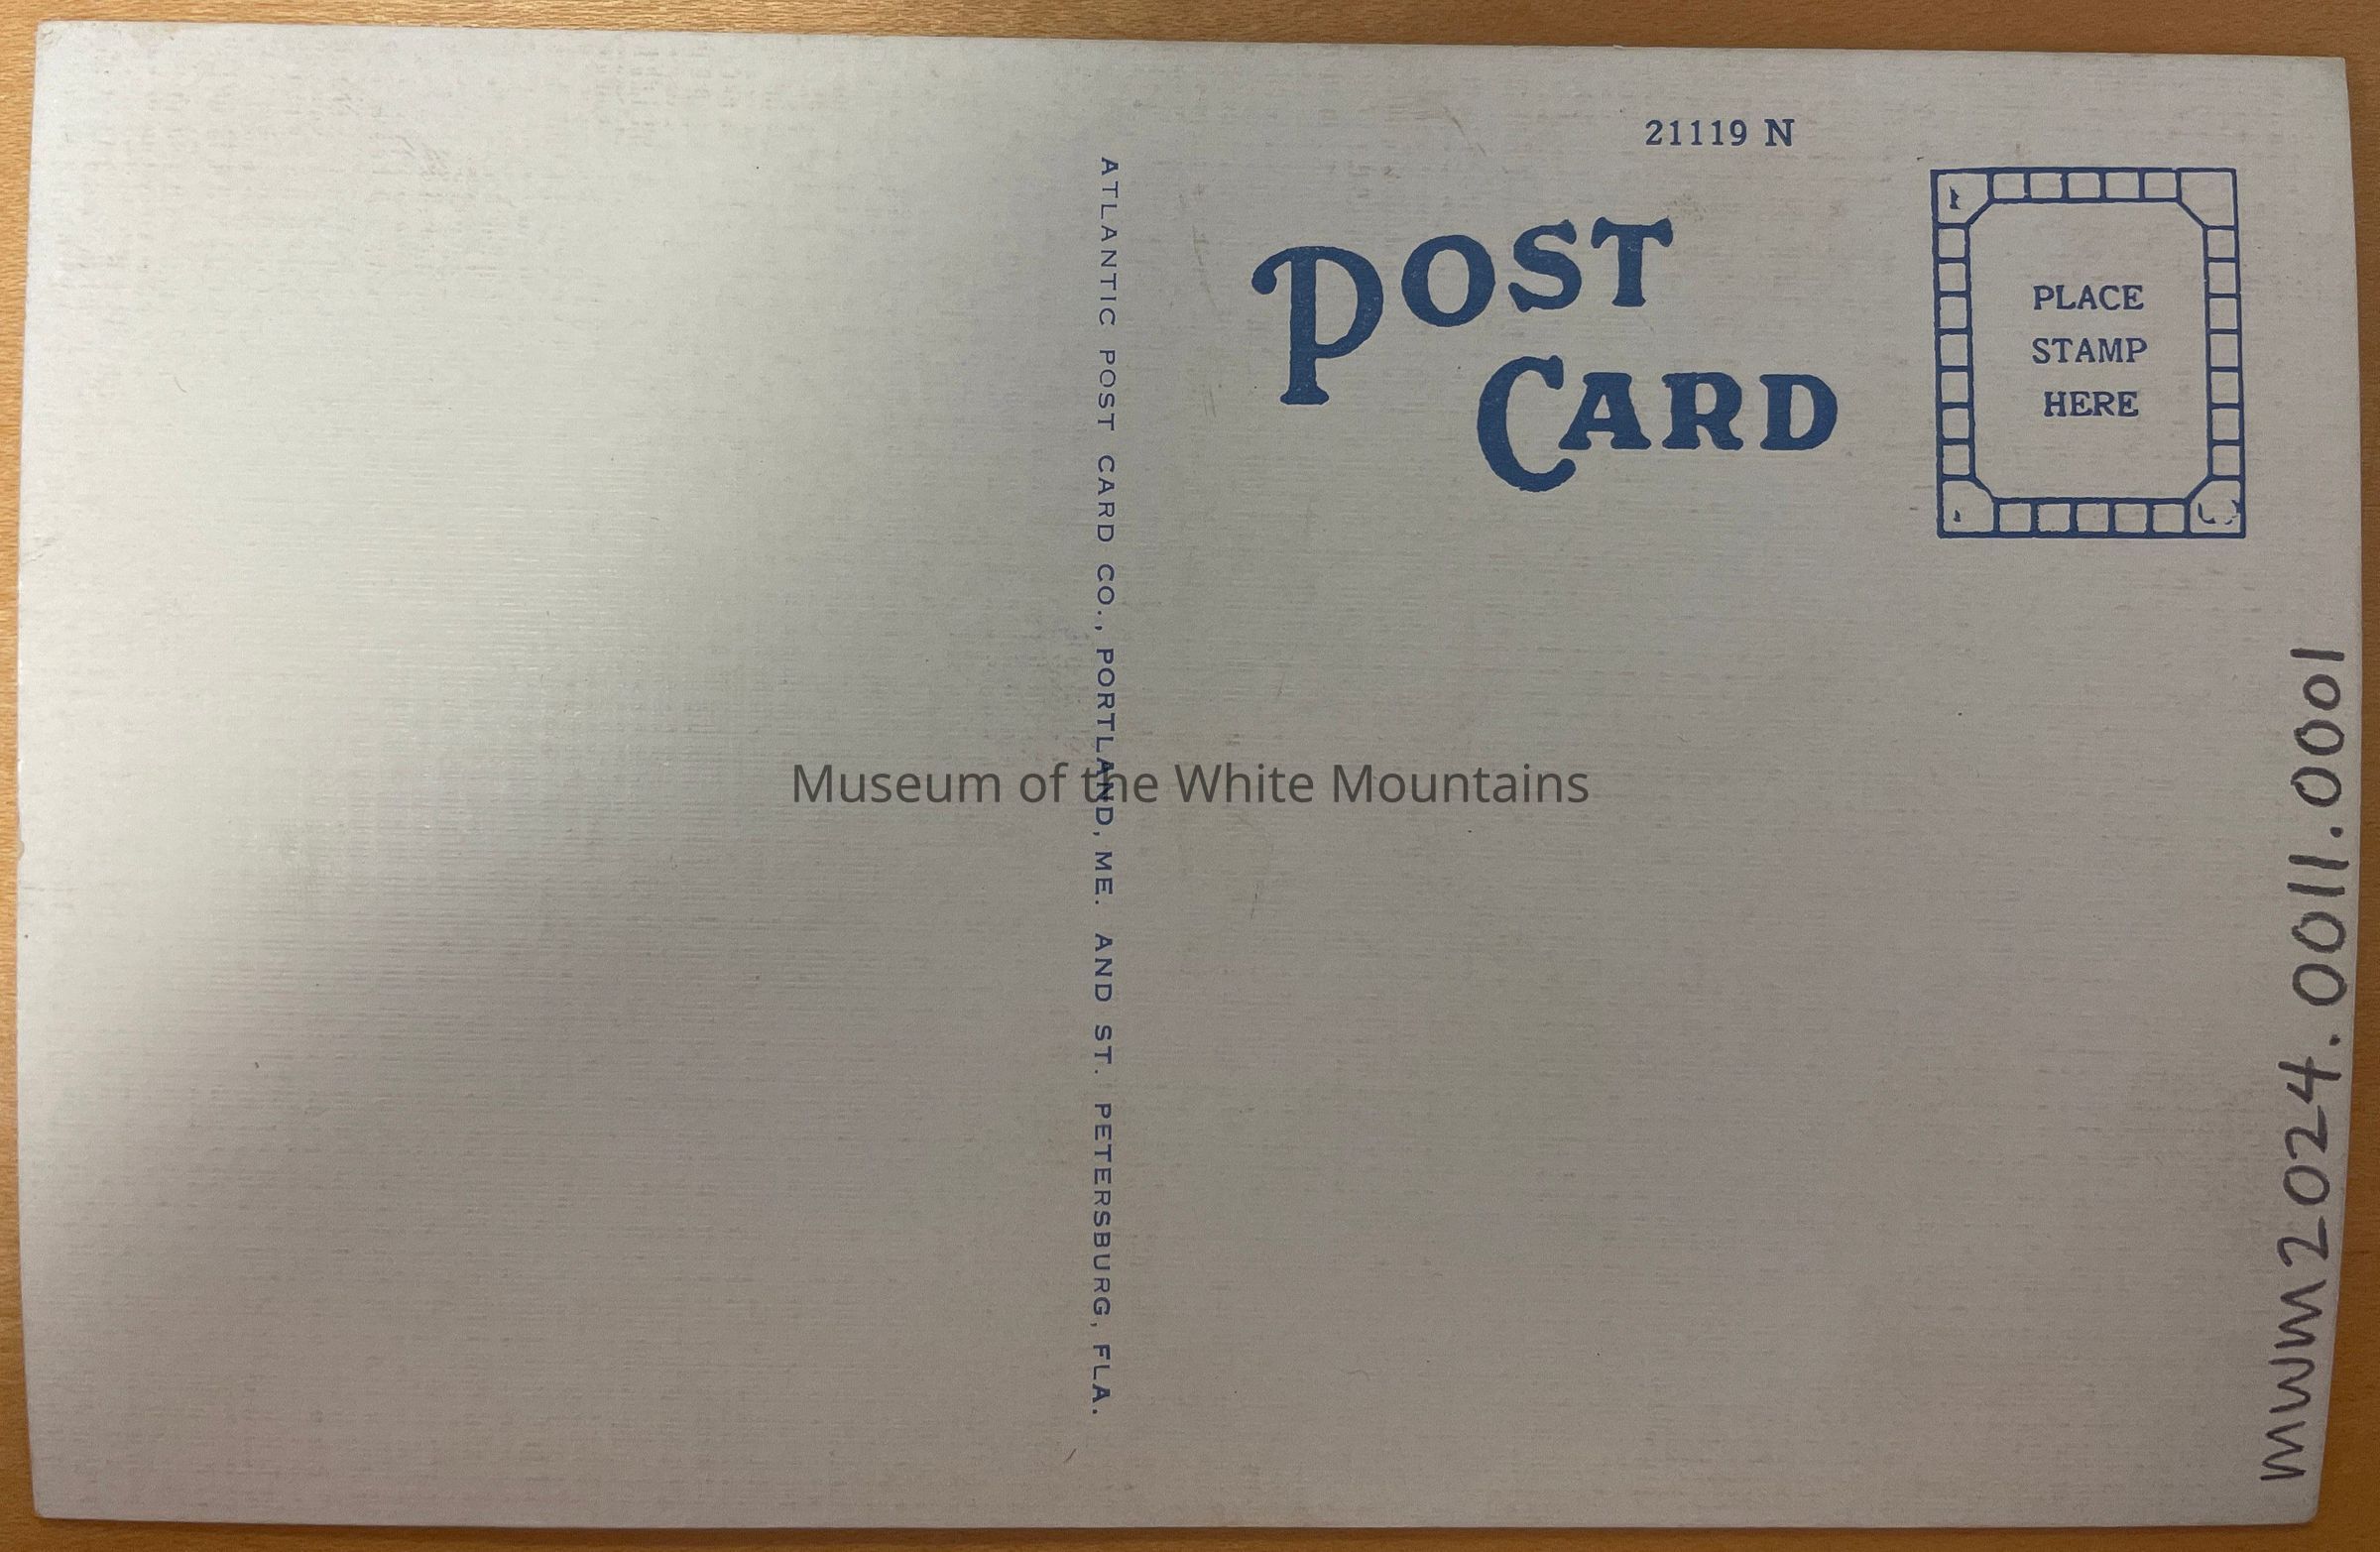 21119 N
POST
CARD
PLACE
STAMP
HERE
ATLANTIC POST CARD CO., PORTLAND, ME. AND ST. PETERSBURG, FLA.
Museum of the White Mountains
MWM2024.0011.0001